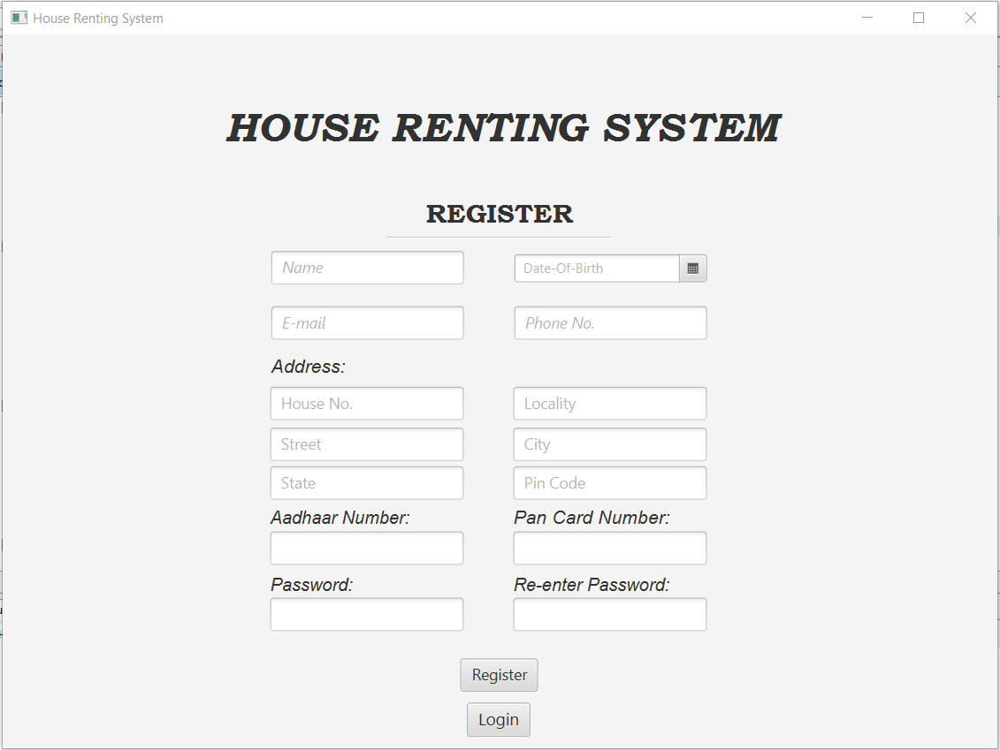 House Renting System
HOUSE RENTING SYSTEM
REGISTER
Name Date-Of-Birth
E-mail Phone No.
Address:
House No. Locality
Street City
State Pin Code
Aadhaar Number: Pan Card Number:
Password: Re-enter Password:
Register
Login